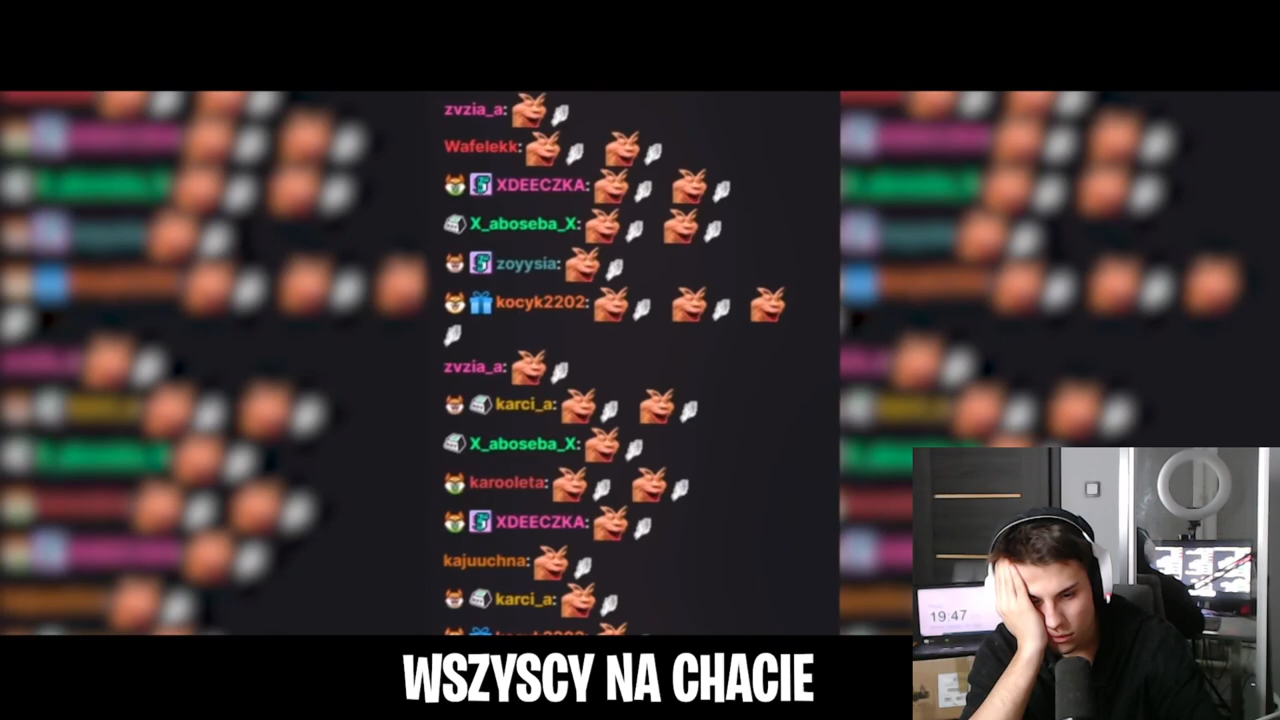 zvzia_a:
Wafelekk:
XDEECZKA:
X_aboseba_X:
zoyysia:
kocyk2202:
zvzia_a:
karci_a:
X_aboseba_X:
karooleta:
XDEECZKA:
kajuuchna:
karci_a:
19:47
WSZYSCY NA CHACIE